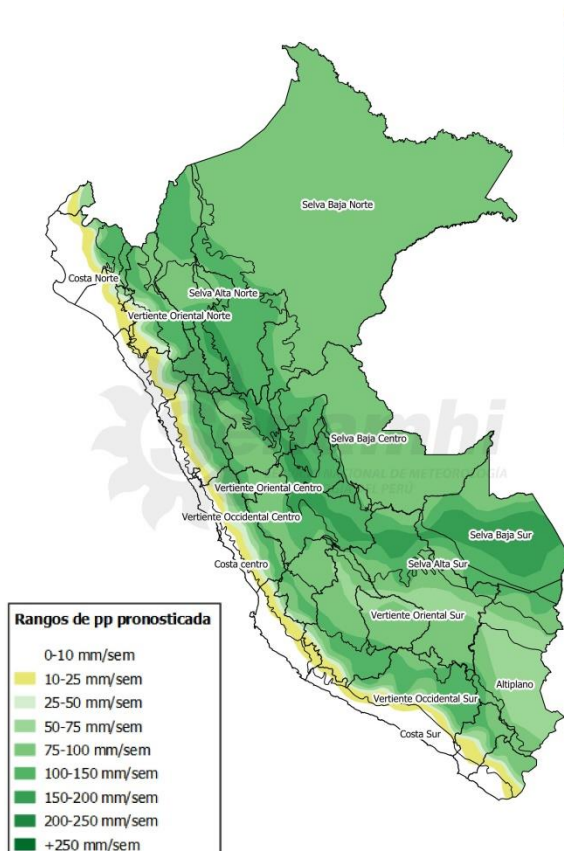 Selva Baja Norte
Costa Norte
Selva Alta Norte
Vertiente Oriental Norte
Selva Baja Centro
NACIONAL DE METEOROLOGÍA
PERÚ
Vertiente Oriental Centro
Vertiente Occidental Centro
Selva Baja Sur
Costa centro
Selva Alta Sur
Vertiente Oriental Sur
Altiplano
Vertiente Occidental Sur
Costa Sur
Rangos de pp pronosticada
0-10 mm/sem
10-25 mm/sem
25-50 mm/sem
50-75 mm/sem
75-100 mm/sem
100-150 mm/sem
150-200 mm/sem
200-250 mm/sem
+250 mm/sem